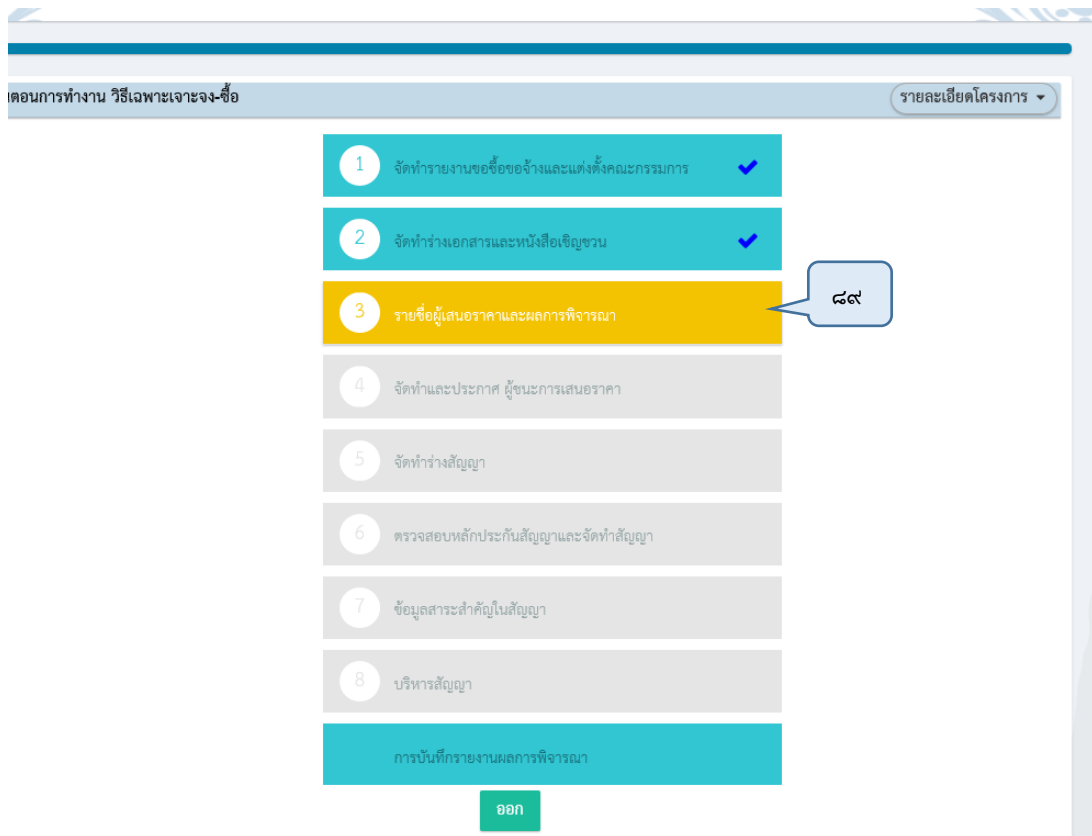 ตอนการทำงาน วิธีเฉพาะเจาะจง-ซื้อ
รายละเอียดโครงการ
1 จัดทำรายงานขอซื้อขอจ้างและแต่งตั้งคณะกรรมการ
2 จัดทำร่างเอกสารและหนังสือเชิญชวน
3 รายชื่อผู้เสนอราคาและผลการพิจารณา
๘๙
4 จัดทำและประกาศ ผู้ชนะการเสนอราคา
5 จัดทำร่างสัญญา
6 ตรวจสอบหลักประกันสัญญาและจัดทำสัญญา
7 ข้อมูลสาระสำคัญในสัญญา
8 บริหารสัญญา
การบันทึกรายงานผลการพิจารณา
ออก